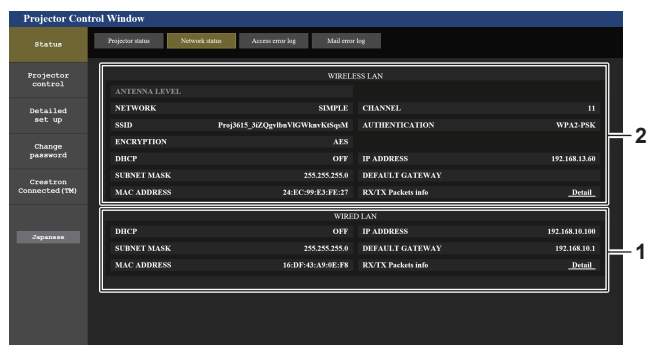 Projector Control Window
Status
Projector status
Network status
Access error log
Mail error log
Projector
control
Detailed
set up
Change
password
Crestron
Connected(TM)
Japanese
WIRELESS LAN
ANTENNA LEVEL
NETWORK SIMPLE CHANNEL 11
SSID Proj3615_3iZQgvlbnVlGWknvKtSqsM AUTHENTICATION WPA2-PSK
ENCRYPTION AES
DHCP OFF IP ADDRESS 192.168.13.60
SUBNET MASK 255.255.255.0 DEFAULT GATEWAY
MAC ADDRESS 24:EC:99:E3:FE:27 RX/TX Packets info Detail
2
WIRED LAN
DHCP OFF IP ADDRESS 192.168.10.100
SUBNET MASK 255.255.255.0 DEFAULT GATEWAY 192.168.10.1
MAC ADDRESS 16:DF:43:A9:0E:F8 RX/TX Packets info Detail
1